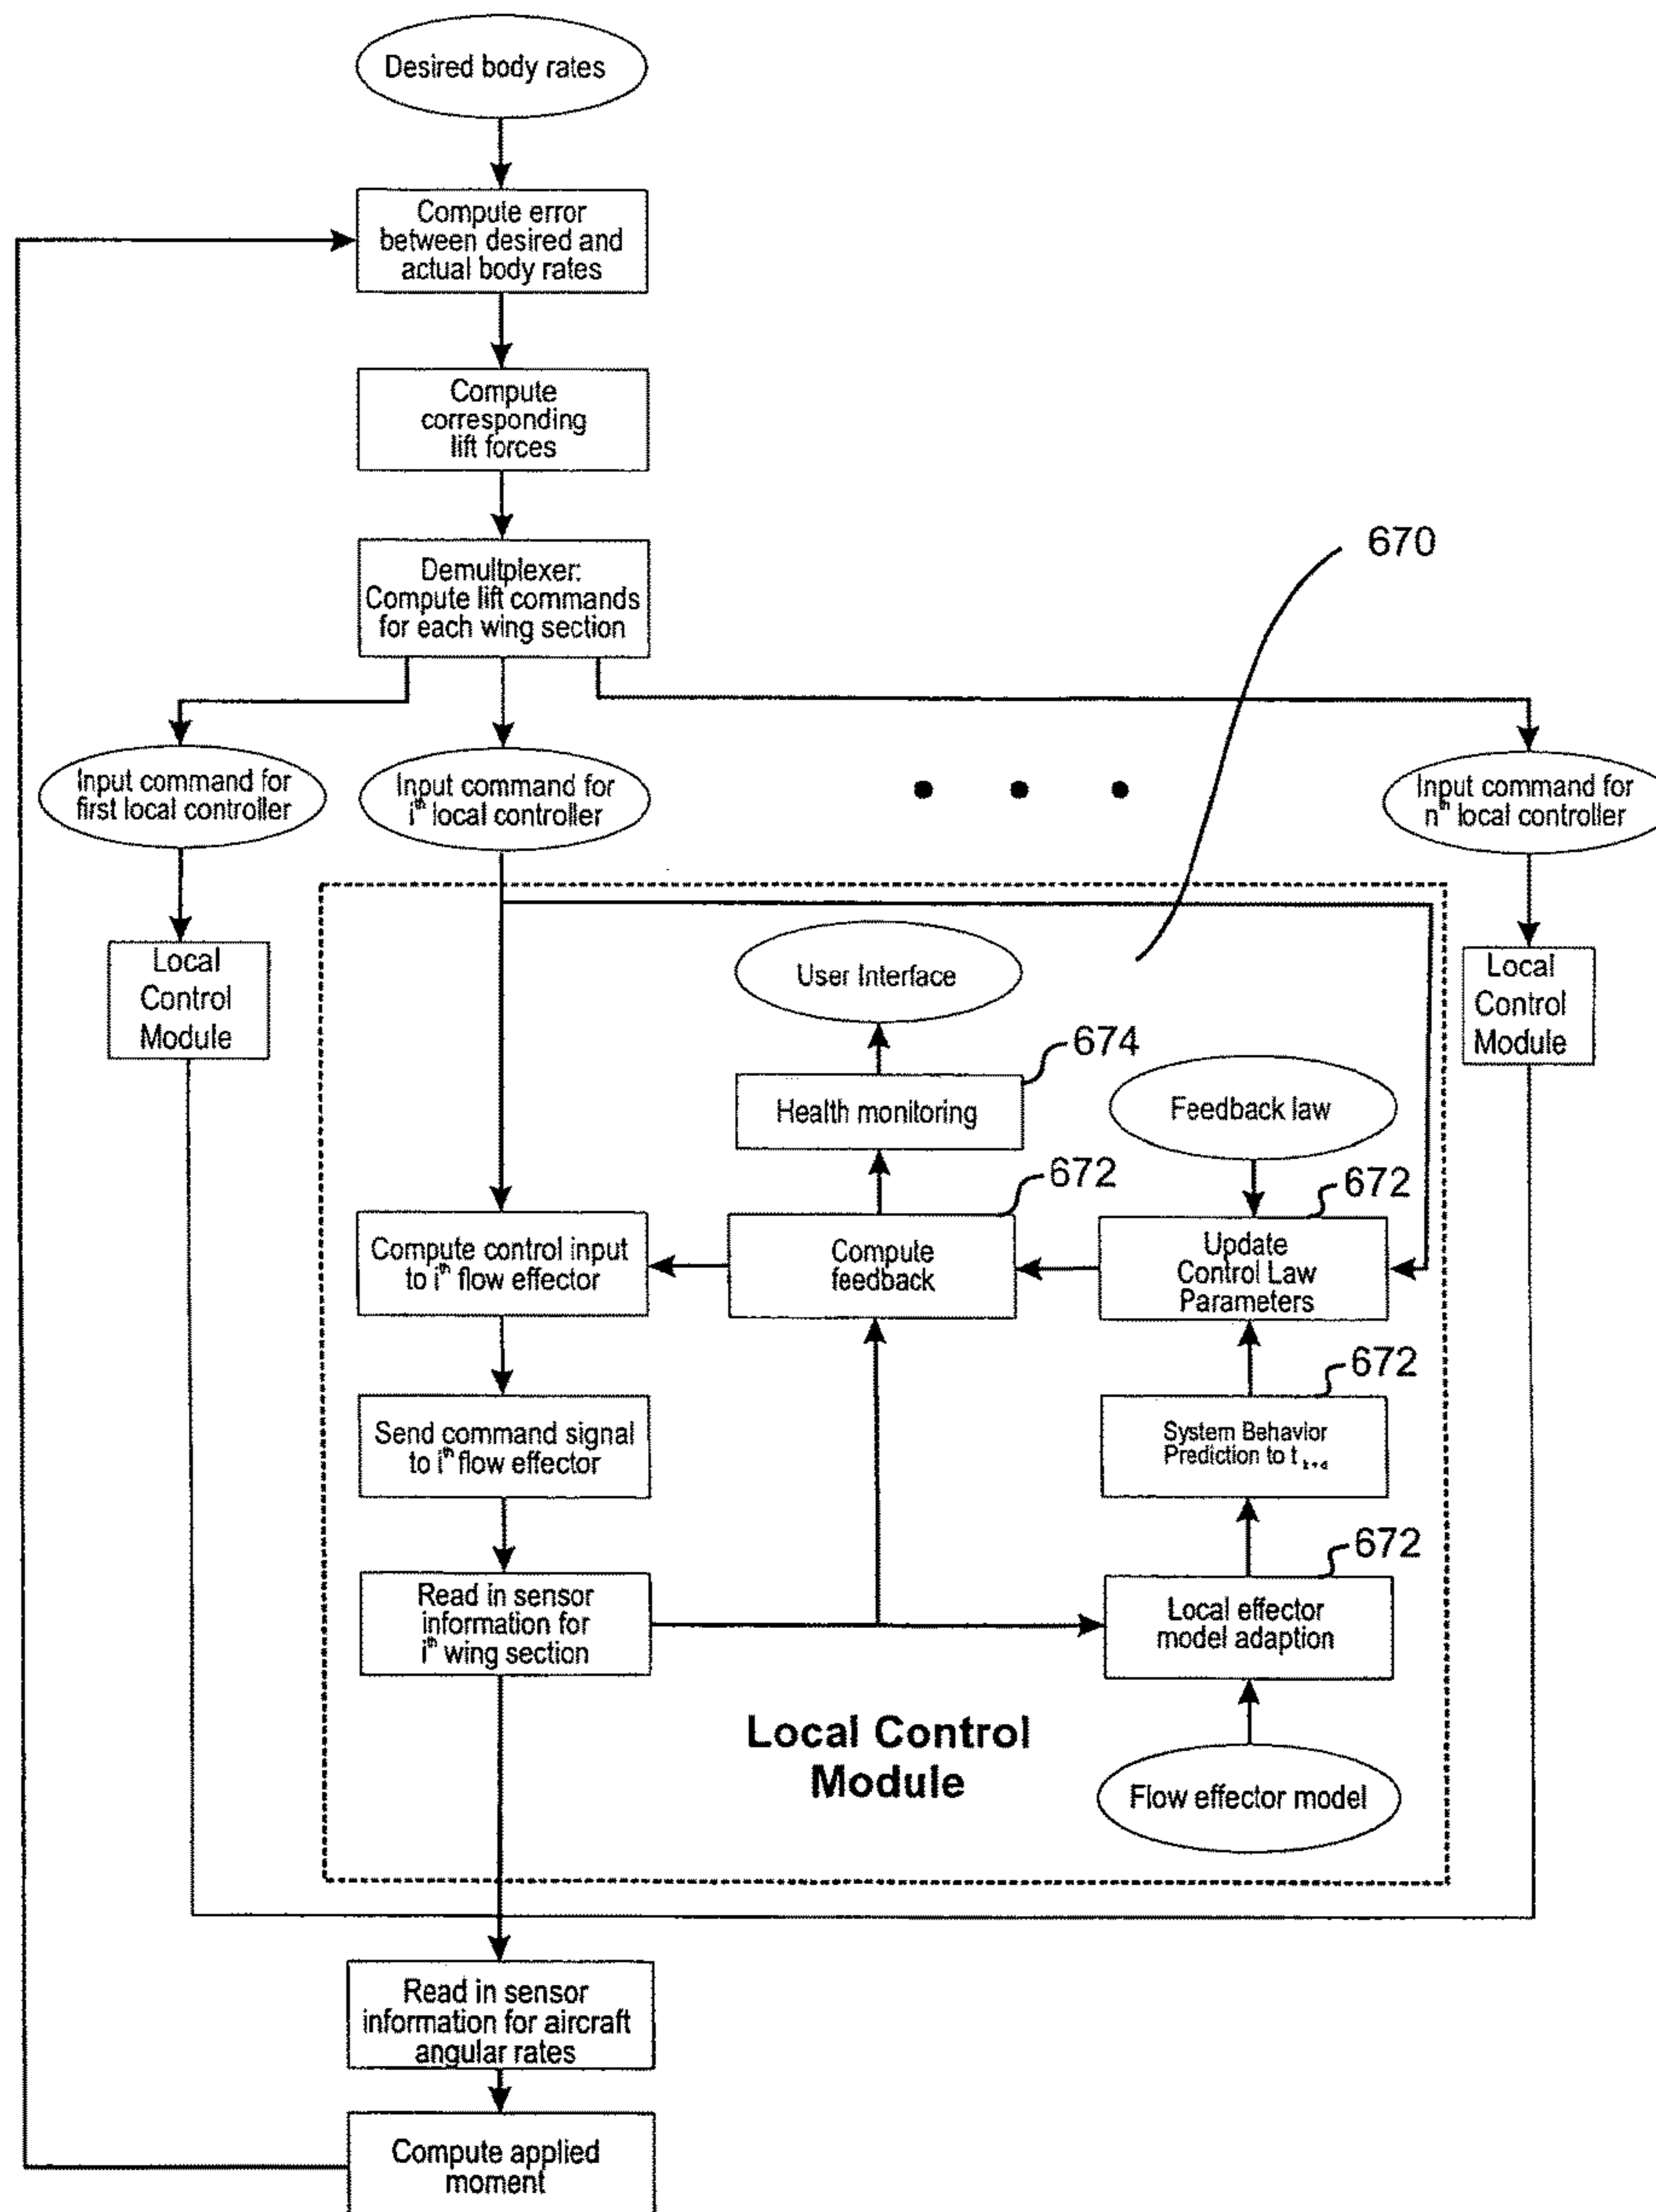 Desired body rates
Compute error
between desired and
actual body rates
Compute
corresponding
lift forces
Demultplexer:
Compute lift commands
for each wing section
670
Input command for
first local controller
Input command for
i th local controller
Input command for
n th local controller
Local
Control
Module
User Interface
Local
Control
Module
674
Health monitoring
Feedback law
672
672
Compute control input
to i th flow effector
Compute
feedback
Update
Control Law
Parameters
672
Send command signal
to i th flow effector
System Behavior
Prediction to t
672
Read in sensor
information for
i th wing section
Local effector
model adaption
Local Control
Module
Flow effector model
Read in sensor
information for aircraft
angular rates
Compute applied
moment